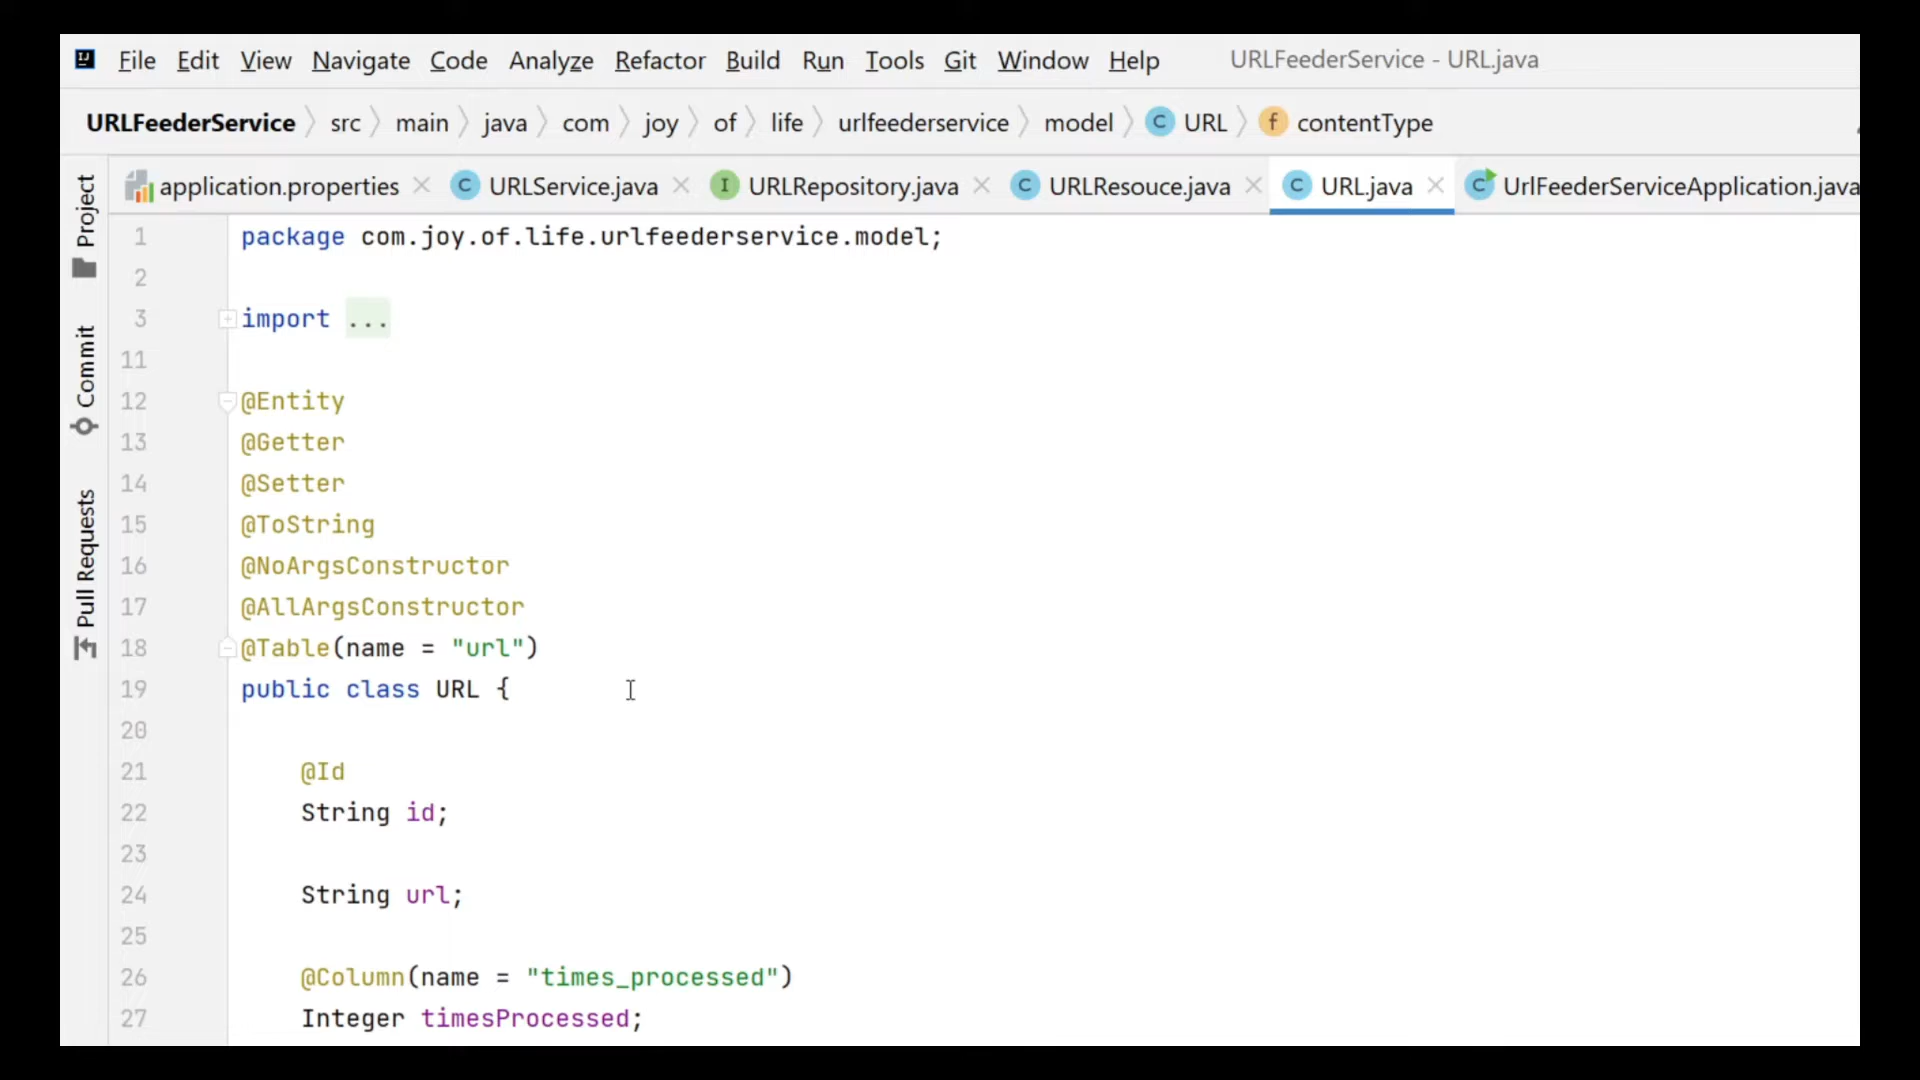 File Edit View Navigate Code Analyze Refactor Build Run Tools Git Window Help URLFeederService - URL.java
URLFeederService src main java com joy of life urlfeederservice model C URL f contentType
application.properties C URLService.java I URLRepository.java C URLResouce.java C URL.java C UrlFeederServiceApplication.java
Project
Commit
Pull Requests
1 package com.joy.of.life.urlfeederservice.model;
2
3 import ...
11
12 @Entity
13 @Getter
14 @Setter
15 @ToString
16 @NoArgsConstructor
17 @AllArgsConstructor
18 @Table(name = "url")
19 public class URL {
20
21 @Id
22 String id;
23
24 String url;
25
26 @Column(name = "times_processed")
27 Integer timesProcessed;